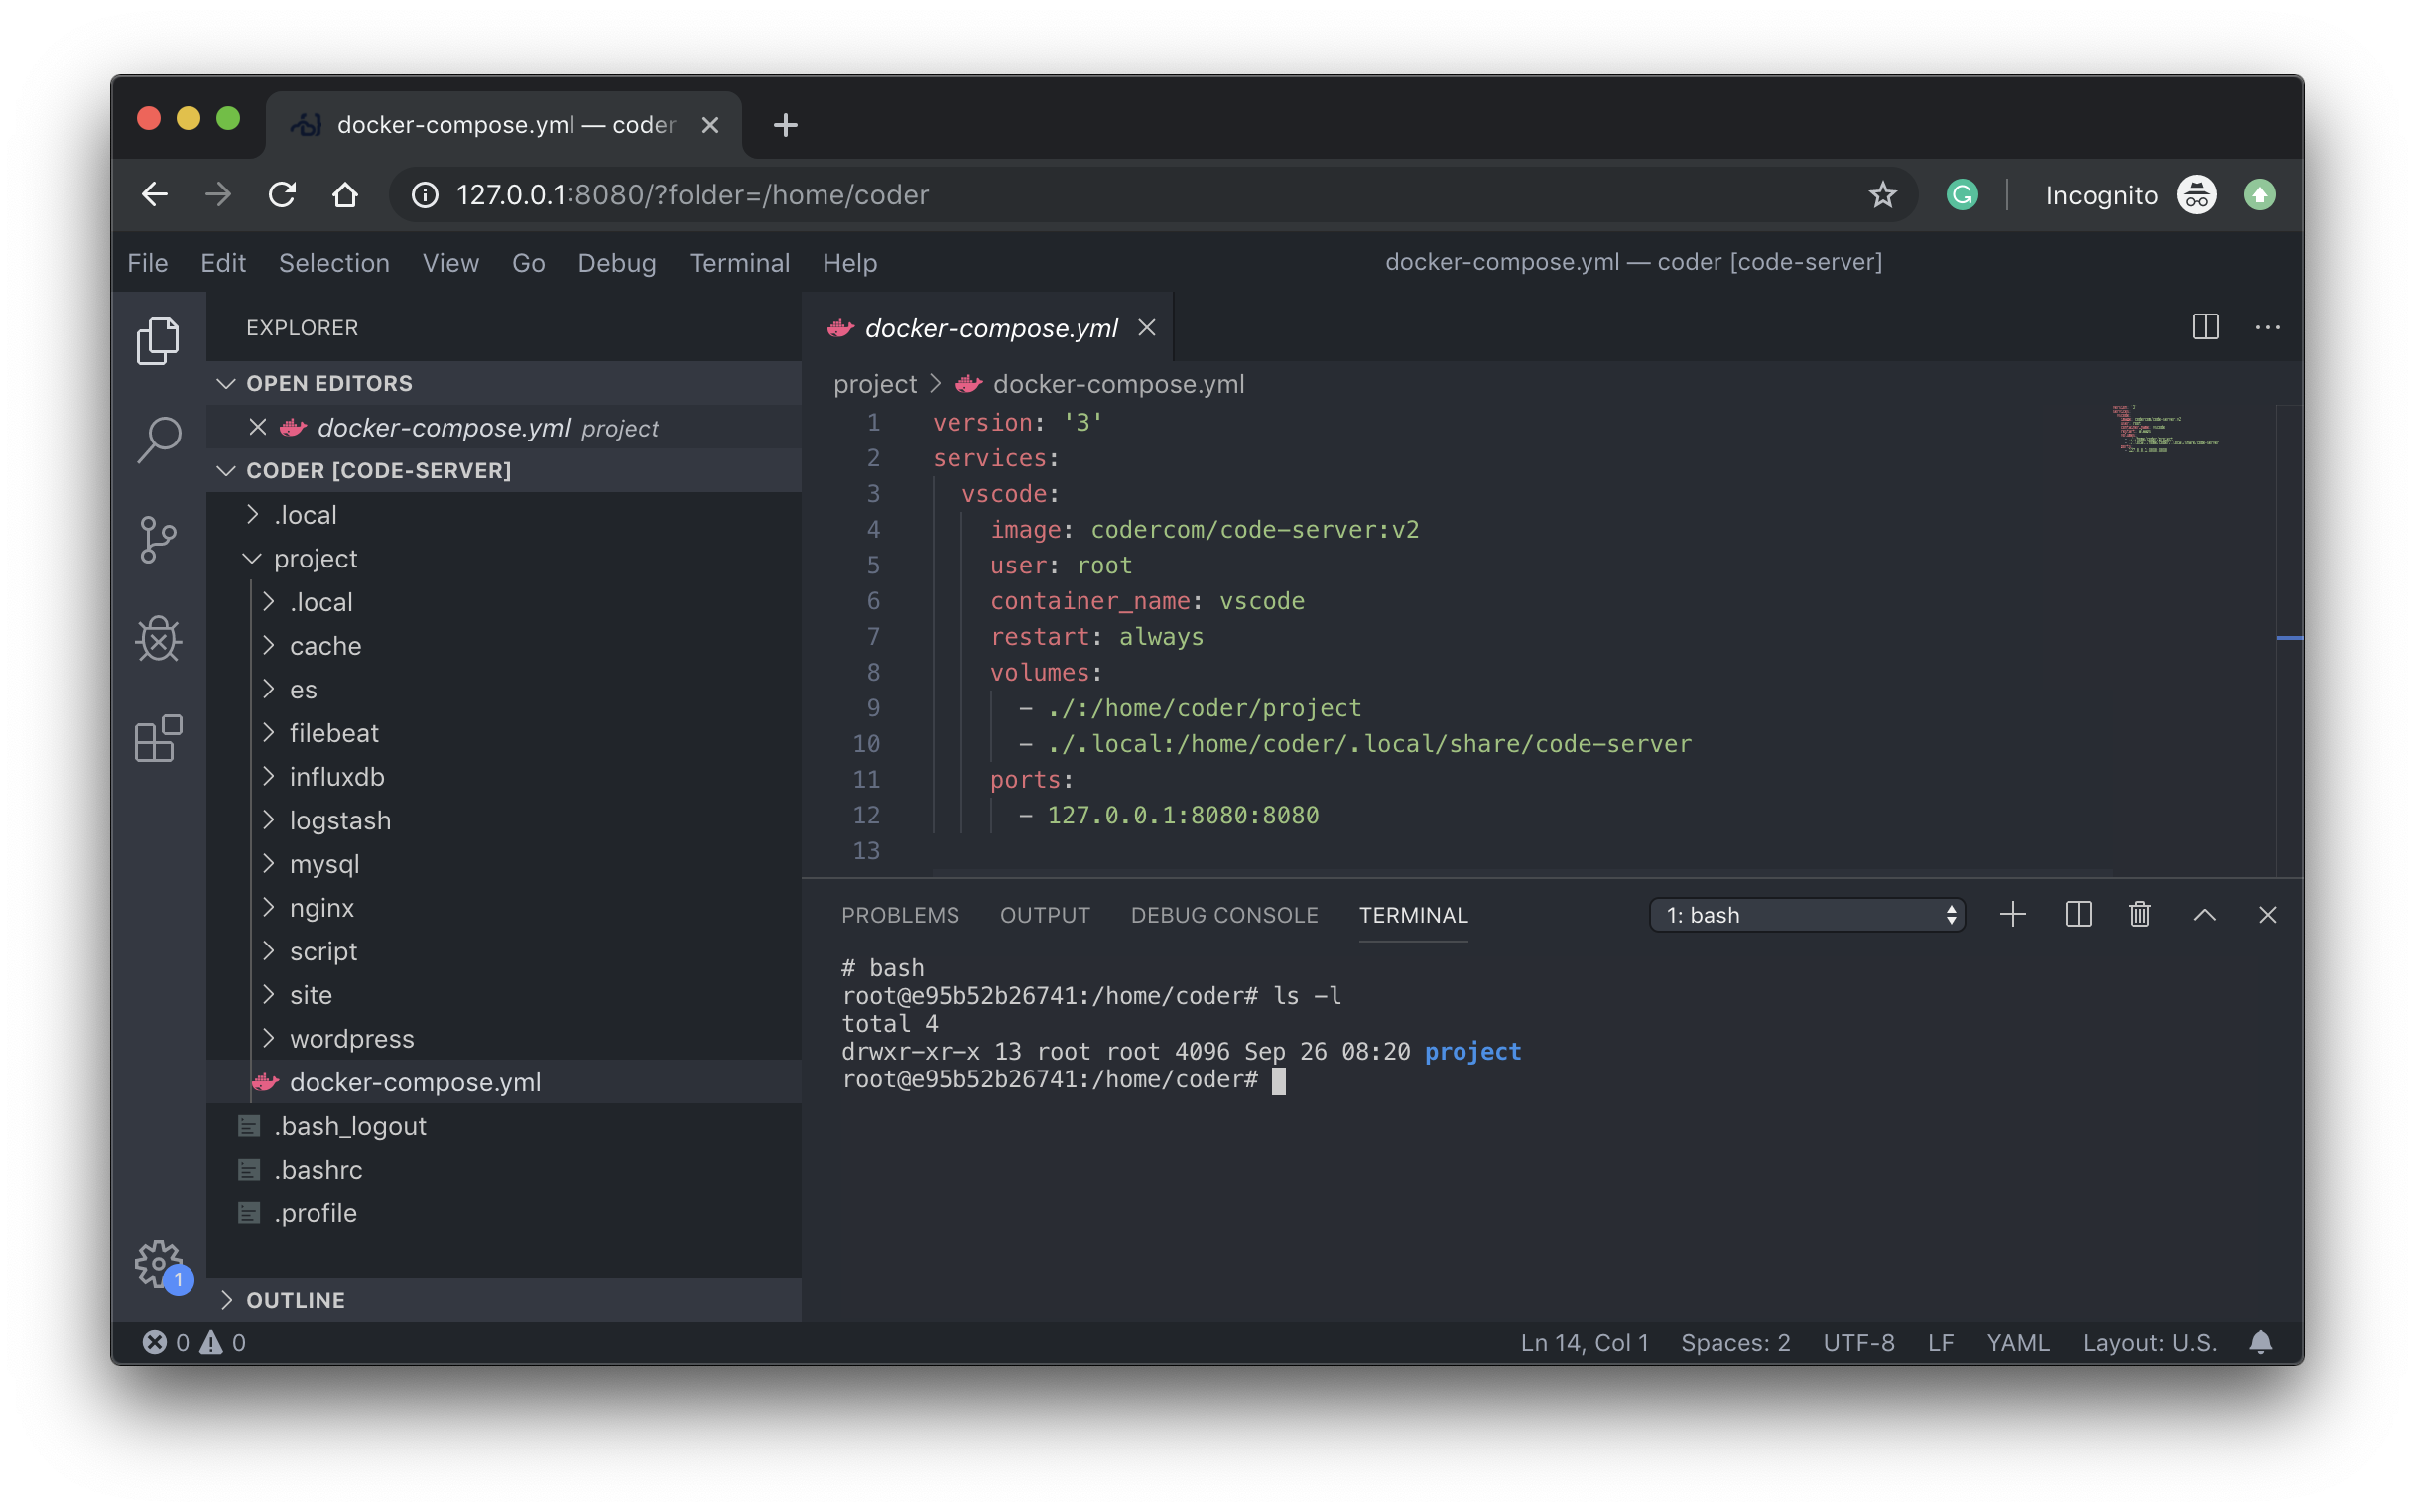 docker-compose.yml — coder
127.0.0.1:8080/?folder=/home/coder
Incognito
File Edit Selection View Go Debug Terminal Help
docker-compose.yml — coder [code-server]
EXPLORER
OPEN EDITORS
docker-compose.yml project
CODER [CODE-SERVER]
.local
project
.local
cache
es
filebeat
influxdb
logstash
mysql
nginx
script
site
wordpress
docker-compose.yml
.bash_logout
.bashrc
.profile
1
OUTLINE
docker-compose.yml
project > docker-compose.yml
1 version: '3'
2 services:
3 vscode:
4 image: codercom/code-server:v2
5 user: root
6 container_name: vscode
7 restart: always
8 volumes:
9 - ./:/home/coder/project
10 - ./.local:/home/coder/.local/share/code-server
11 ports:
12 - 127.0.0.1:8080:8080
13
PROBLEMS OUTPUT DEBUG CONSOLE TERMINAL 1: bash
# bash
root@e95b52b26741:/home/coder# ls -l
total 4
drwxr-xr-x 13 root root 4096 Sep 26 08:20 project
root@e95b52b26741:/home/coder#
0 0 Ln 14, Col 1 Spaces: 2 UTF-8 LF YAML Layout: U.S.